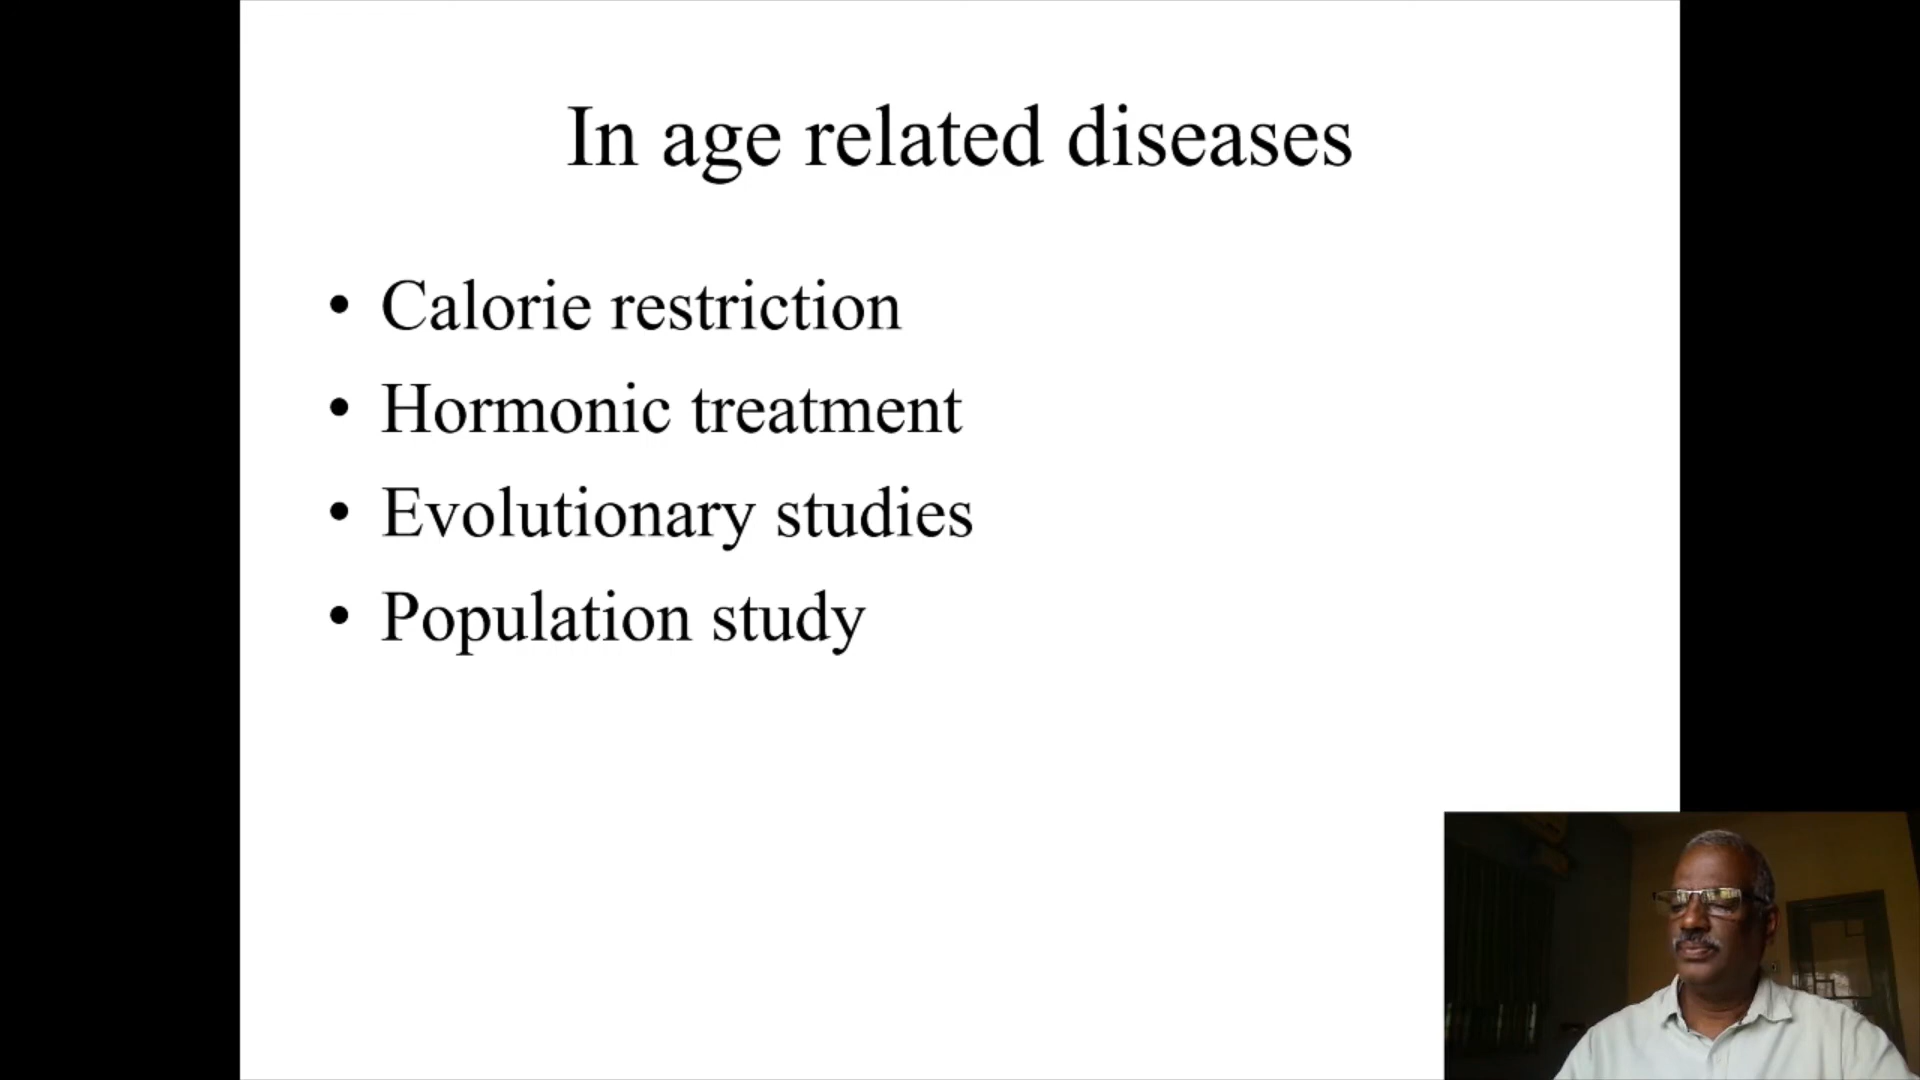 In age related diseases
• Calorie restriction
• Hormonic treatment
• Evolutionary studies
• Population study